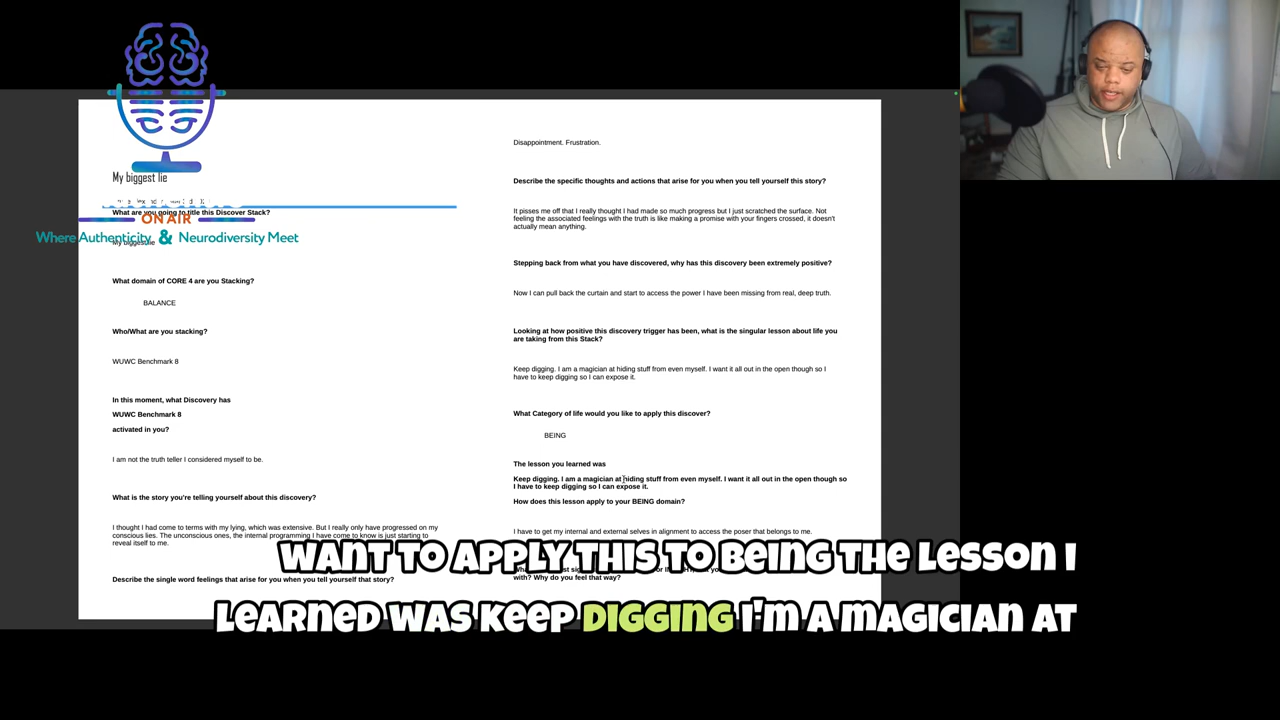 My biggest lie
What are you going to title this Discover Stack?
ON AIR
Where Authenticity & Neurodiversity Meet
My biggest lie
What domain of CORE 4 are you Stacking?
BALANCE
Who/What are you stacking?
WUWC Benchmark 8
In this moment, what Discovery has
WUWC Benchmark 8
activated in you?
I am not the truth teller I considered myself to be.
What is the story you're telling yourself about this discovery?
I thought I had come to terms with my lying, which was extensive. But I really only have progressed on my
conscious lies. The unconscious ones, the internal programming I have come to know is just starting to
reveal itself to me.
Describe the single word feelings that arise for you when you tell yourself that story?
Disappointment. Frustration.
Describe the specific thoughts and actions that arise for you when you tell yourself this story?
It pisses me off that I really thought I had made so much progress but I just scratched the surface. Not
feeling the associated feelings with the truth is like making a promise with your fingers crossed, it doesn't
actually mean anything.
Stepping back from what you have discovered, why has this discovery been extremely positive?
Now I can pull back the curtain and start to access the power I have been missing from real, deep truth.
Looking at how positive this discovery trigger has been, what is the singular lesson about life you
are taking from this Stack?
Keep digging. I am a magician at hiding stuff from even myself. I want it all out in the open though so I
have to keep digging so I can expose it.
What Category of life would you like to apply this discover?
BEING
The lesson you learned was
Keep digging. I am a magician at hiding stuff from even myself. I want it all out in the open though so
I have to keep digging so I can expose it.
How does this lesson apply to your BEING domain?
I have to get my internal and external selves in alignment to access the poser that belongs to me.
with? Why do you feel that way?
WANT TO APPLY THIS TO BEING THE LESSON I
LEARNED WAS KEEP DIGGING I'M A MAGICIAN AT